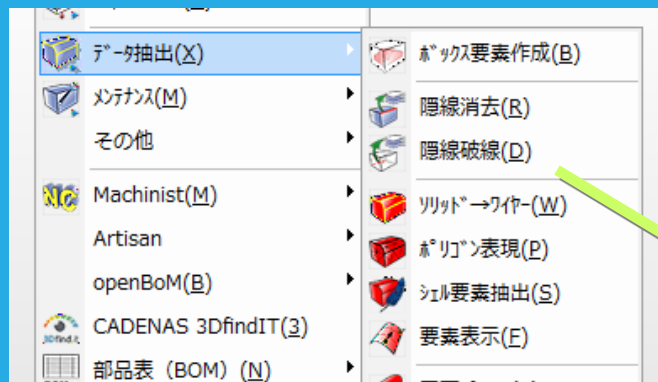 ﾃﾞｰﾀ抽出(X)
ﾒﾝﾃﾅﾝｽ(M)
その他
Machinist(M)
Artisan
openBoM(B)
CADENAS 3DfindIT(3)
部品表（BOM）(N)
ﾎﾞｯｸｽ要素作成(B)
隠線消去(R)
隠線破線(D)
ｿﾘｯﾄﾞ→ﾜｲﾔｰ(W)
ﾎﾟﾘｺﾞﾝ表現(P)
ｼｪﾙ要素抽出(S)
要素表示(F)